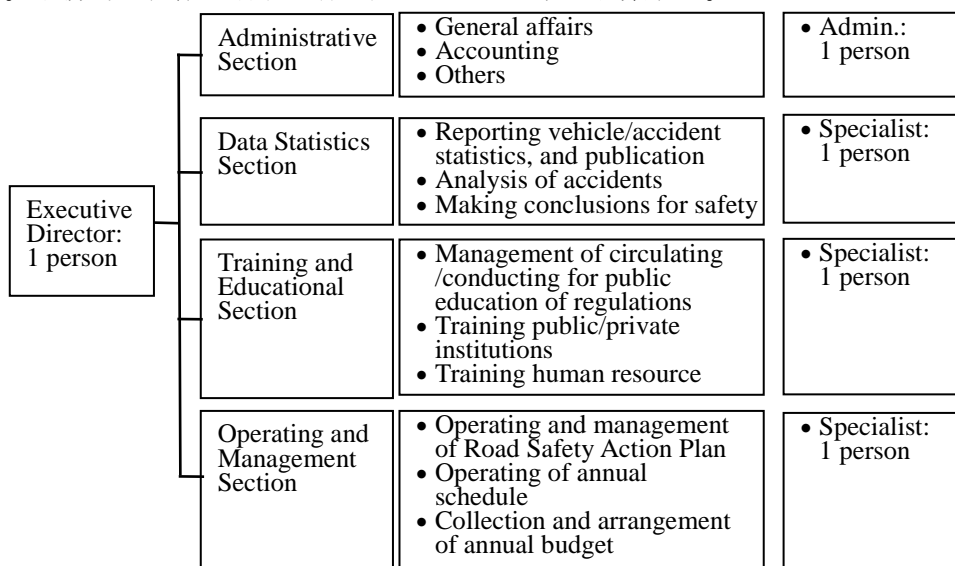 Administrative
Section
• General affairs
• Accounting
• Others
• Admin.:
1 person
Data Statistics
Section
• Reporting vehicle/accident
statistics, and publication
• Analysis of accidents
• Making conclusions for safety
• Specialist:
1 person
Executive
Director:
1 person
Training and
Educational
Section
• Management of circulating
/conducting for public
education of regulations
• Training public/private
institutions
• Training human resource
• Specialist:
1 person
Operating and
Management
Section
• Operating and management
of Road Safety Action Plan
• Operating of annual
schedule
• Collection and arrangement
of annual budget
• Specialist:
1 person